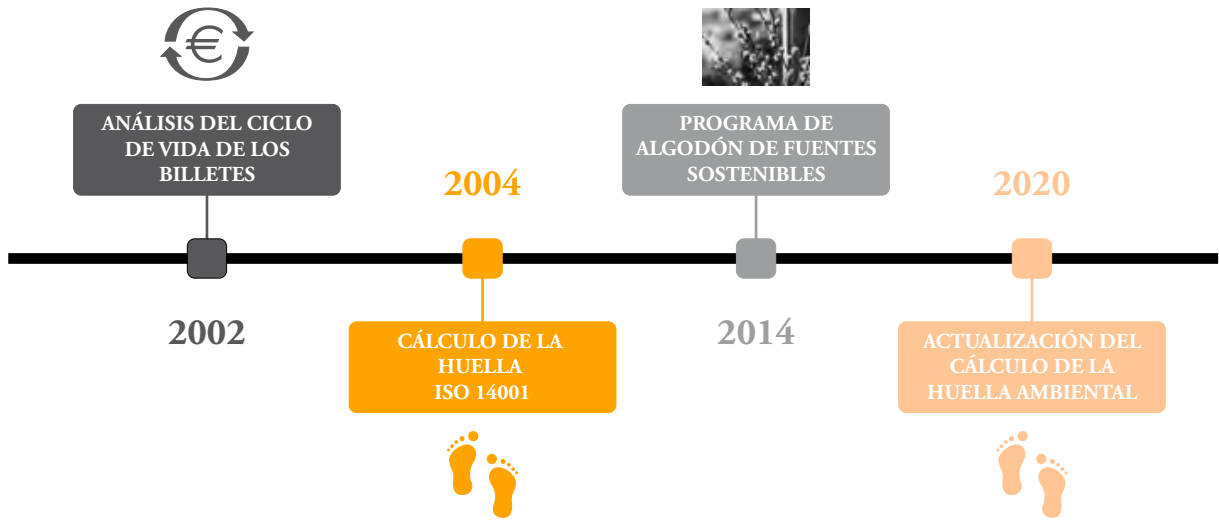 €
ANÁLISIS DEL CICLO
DE VIDA DE LOS
BILLETES
2002
2004
CÁLCULO DE LA
HUELLA
ISO 14001
PROGRAMA DE
ALGODÓN DE FUENTES
SOSTENIBLES
2014
2020
ACTUALIZACIÓN DEL
CÁLCULO DE LA
HUELLA AMBIENTAL